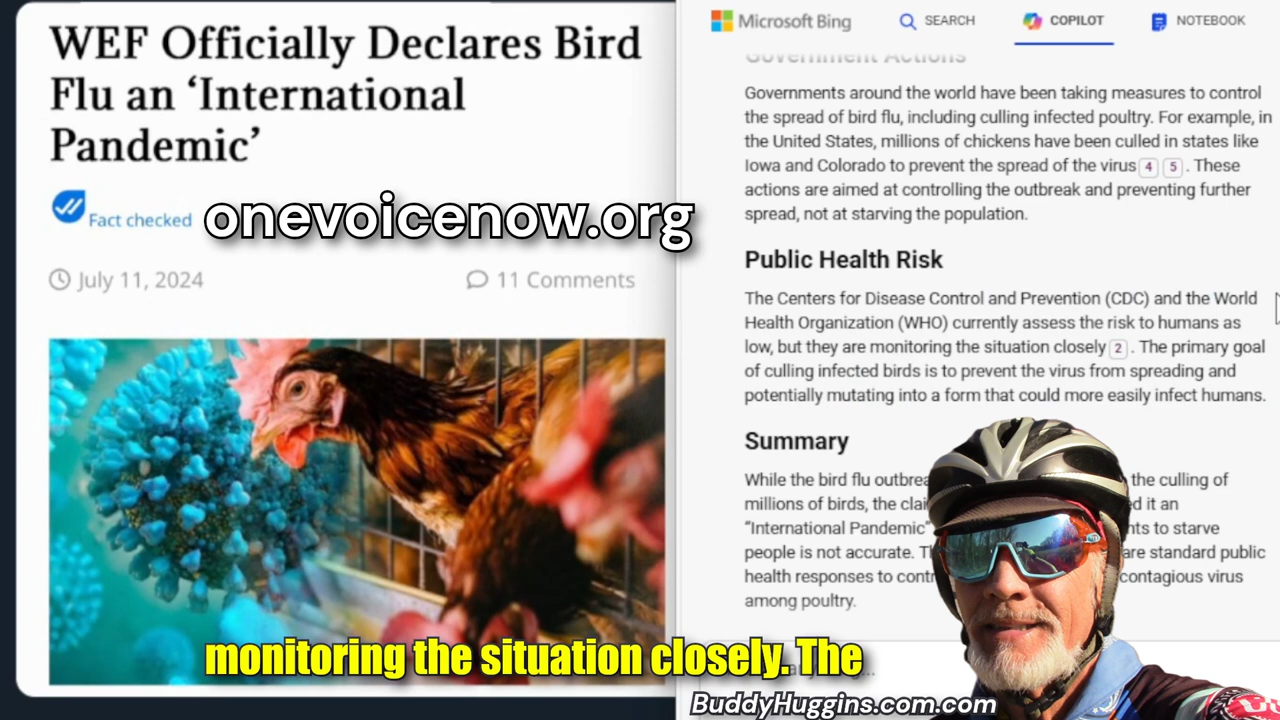 WEF Officially Declares Bird
Flu an ‘International
Pandemic’
Fact checked
onevoicenow.org
July 11, 2024
11 Comments
Microsoft Bing
SEARCH
COPILOT
NOTEBOOK
Government Actions
Governments around the world have been taking measures to control
the spread of bird flu, including culling infected poultry. For example, in
the United States, millions of chickens have been culled in states like
Iowa and Colorado to prevent the spread of the virus 4 5 . These
actions are aimed at controlling the outbreak and preventing further
spread, not at starving the population.
Public Health Risk
The Centers for Disease Control and Prevention (CDC) and the World
Health Organization (WHO) currently assess the risk to humans as
low, but they are monitoring the situation closely 2 . The primary goal
of culling infected birds is to prevent the virus from spreading and
potentially mutating into a form that could more easily infect humans.
Summary
While the bird flu the culling of
millions of birds, the it an
“International Pandemic” to starve
people is not accurate. are standard public
health responses to contagious virus
among poultry.
monitoring the situation closely. The
BuddyHuggins.com.com